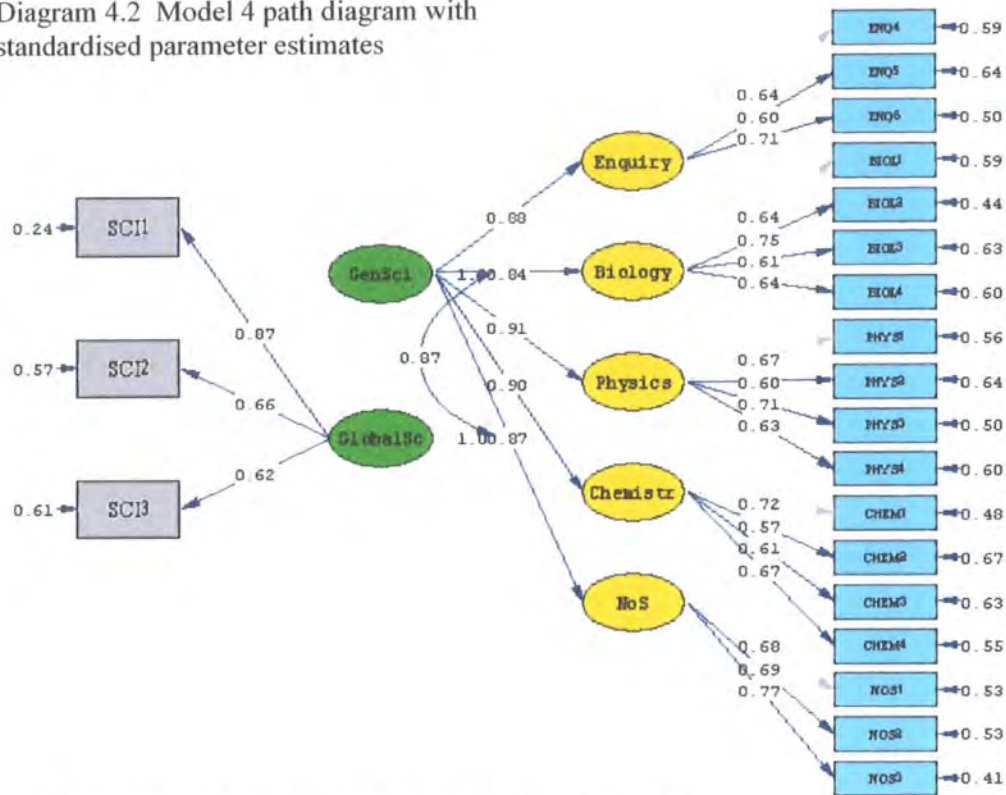 Diagram 4.2 Model 4 path diagram with
standardised parameter estimates
ENQ4 0.59
ENQ5 0.64
ENQ6 0.50
BIOL1 0.59
BIOL2 0.44
BIOL3 0.63
BIOL4 0.60
PHYS1 0.56
PHYS2 0.64
PHYS3 0.50
PHYS4 0.60
CHEM1 0.48
CHEM2 0.67
CHEM3 0.63
CHEM4 0.55
NOS1 0.53
NOS2 0.53
NOS3 0.41
0.64
0.60
0.71
0.64
0.75
0.61
0.64
0.67
0.60
0.71
0.63
0.72
0.57
0.61
0.67
0.68
0.69
0.77
Enquiry
Biology
Physics
Chemistr
NoS
0.88
0.84
0.91
0.90
1.00.87
0.87
GenSci
GlobalSc
0.87
0.66
0.62
0.24 SCI1
0.57 SCI2
0.61 SCI3